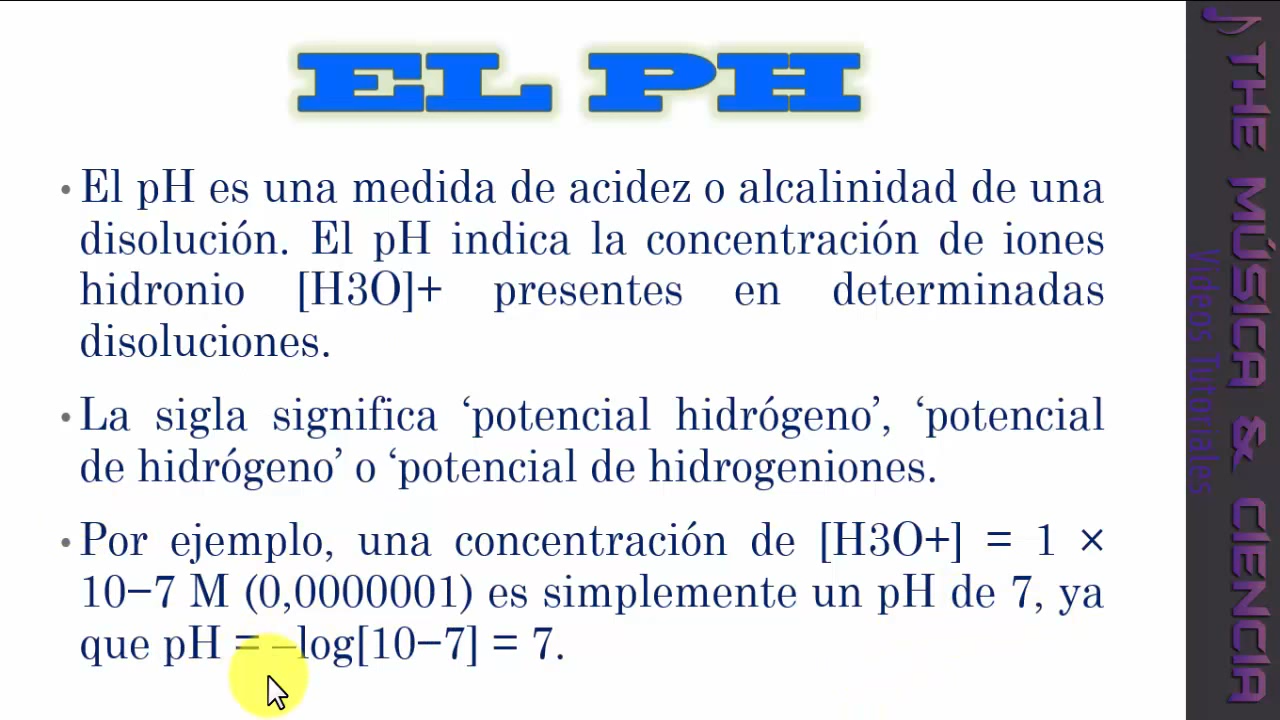 EL PH
• El pH es una medida de acidez o alcalinidad de una
disolución. El pH indica la concentración de iones
hidronio [H3O]+ presentes en determinadas
disoluciones.
• La sigla significa ‘potencial hidrógeno’, ‘potencial
de hidrógeno’ o ‘potencial de hidrogeniones.
• Por ejemplo, una concentración de [H3O+] = 1 ×
10−7 M (0,0000001) es simplemente un pH de 7, ya
que pH = –log[10−7] = 7.
THE MÚSICA & CIENCIA
Videos Tutoriales